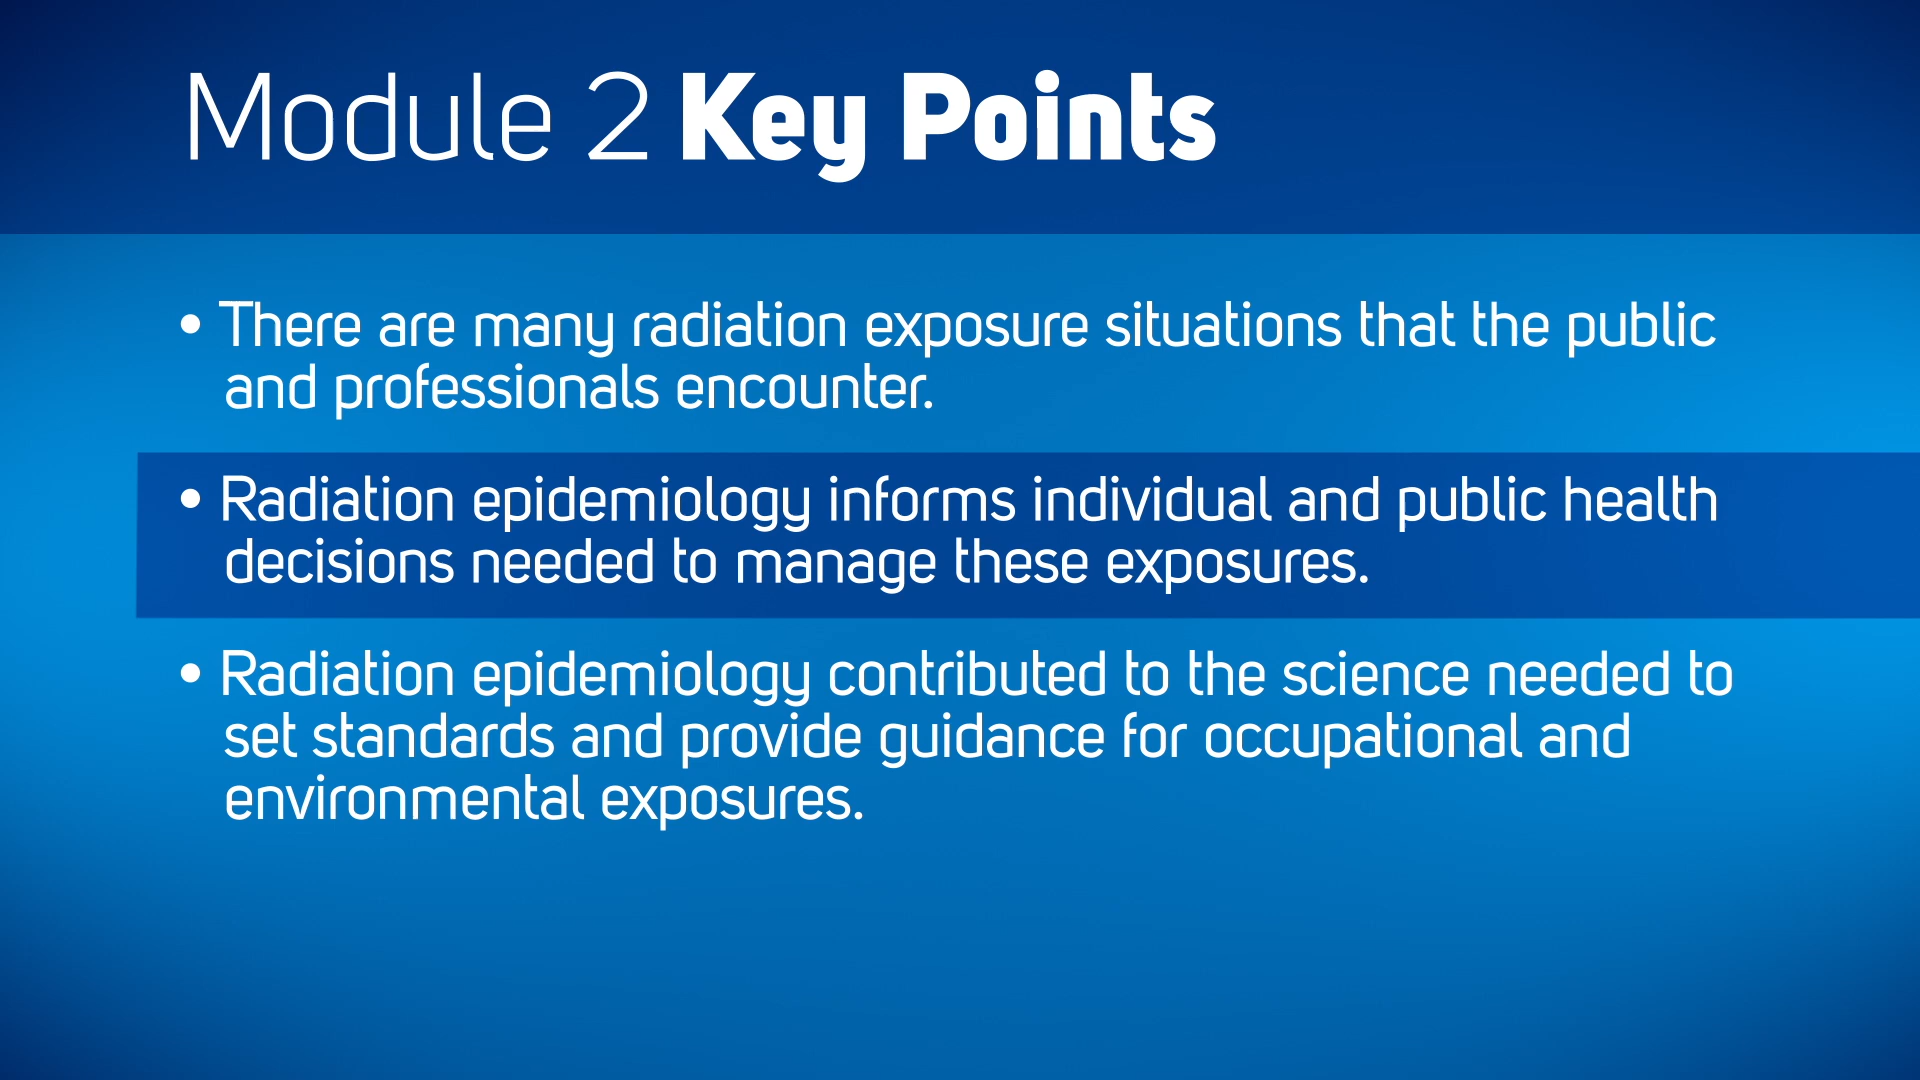 Module 2 Key Points
• There are many radiation exposure situations that the public
and professionals encounter.
• Radiation epidemiology informs individual and public health
decisions needed to manage these exposures.
• Radiation epidemiology contributed to the science needed to
set standards and provide guidance for occupational and
environmental exposures.